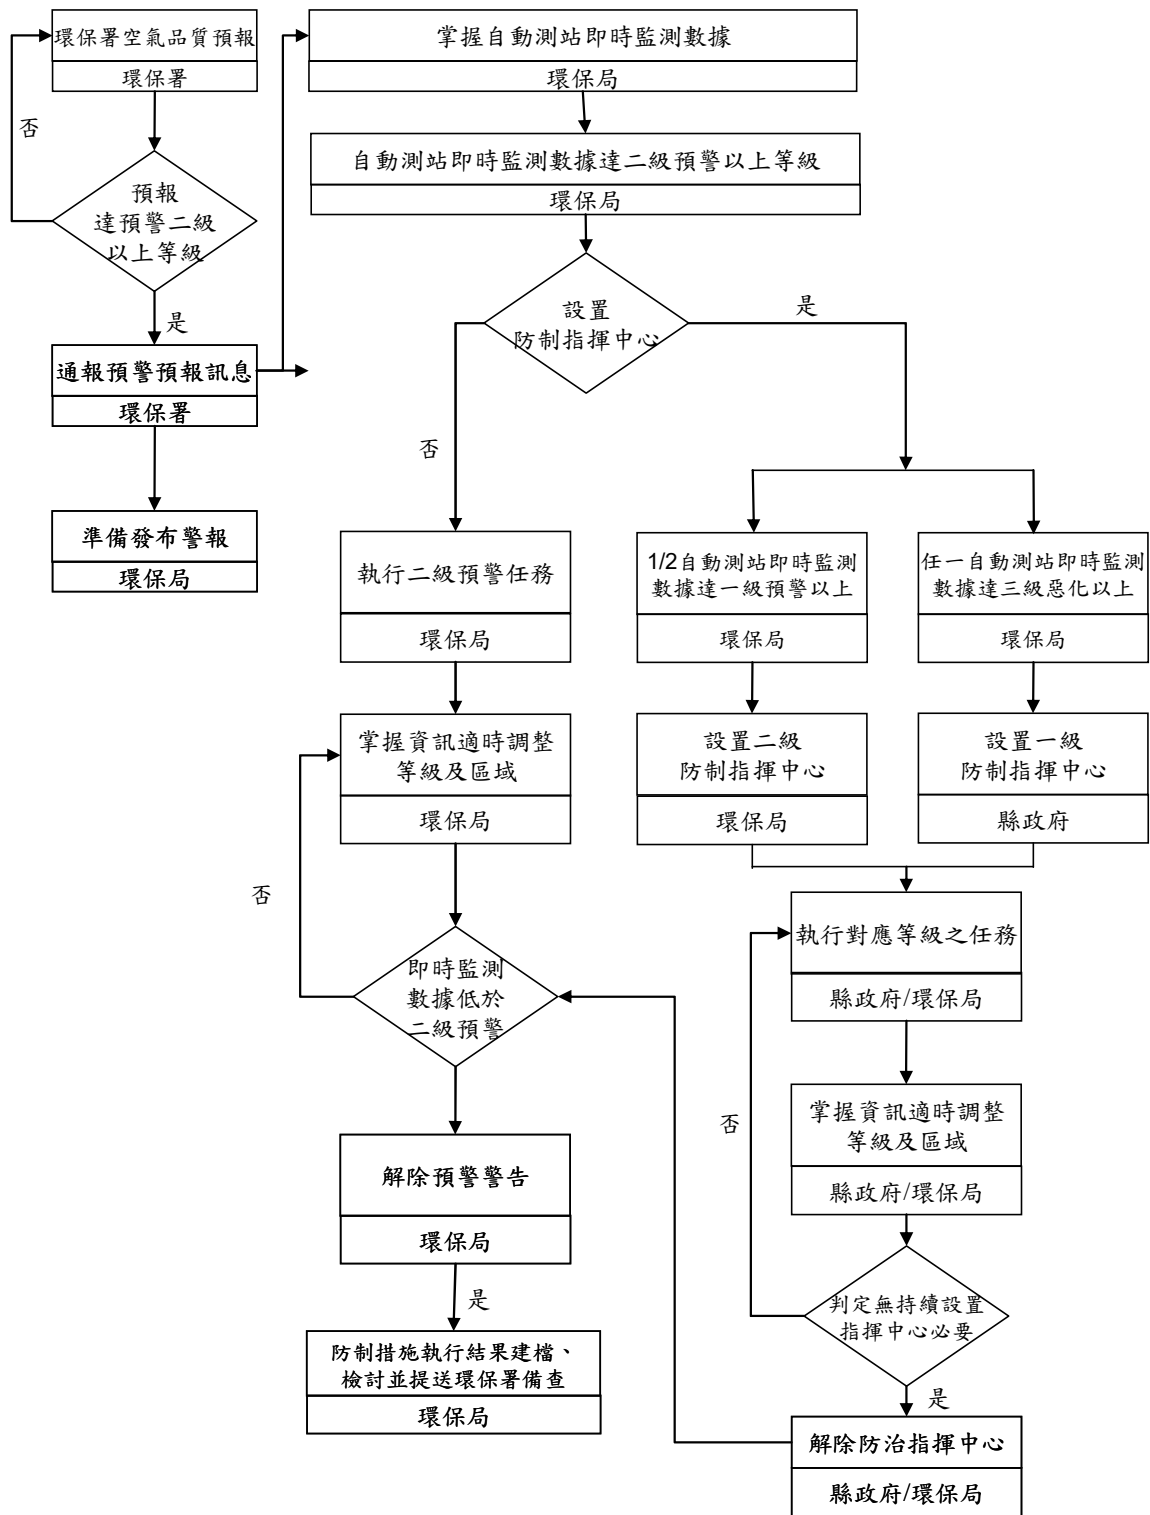 環保署空氣品質預報
環保署
否
預報
達預警二級
以上等級
是
通報預警預報訊息
環保署
準備發布警報
環保局
掌握自動測站即時監測數據
環保局
自動測站即時監測數據達二級預警以上等級
環保局
設置
防制指揮中心
是
否
執行二級預警任務
環保局
掌握資訊適時調整
等級及區域
環保局
否
即時監測
數據低於
二級預警
解除預警警告
環保局
是
防制措施執行結果建檔、
檢討並提送環保署備查
環保局
1/2自動測站即時監測
數據達一級預警以上
環保局
設置二級
防制指揮中心
環保局
任一自動測站即時監測
數據達三級惡化以上
環保局
設置一級
防制指揮中心
縣政府
執行對應等級之任務
縣政府/環保局
掌握資訊適時調整
等級及區域
縣政府/環保局
否
判定無持續設置
指揮中心必要
是
解除防治指揮中心
縣政府/環保局